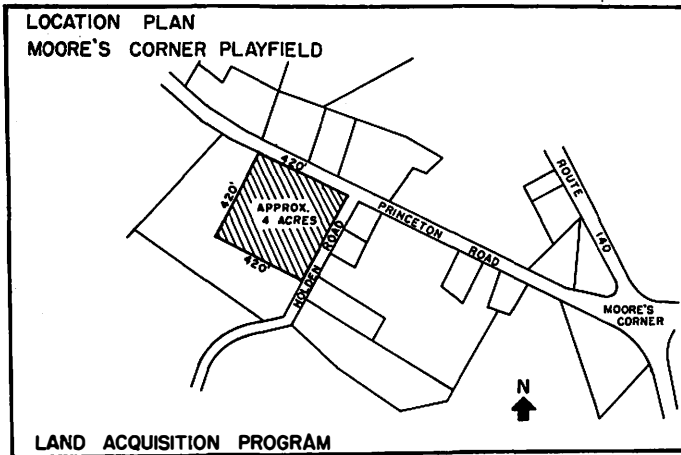 LOCATION PLAN
MOORE'S CORNER PLAYFIELD
420'
420'
APPROX.
4 ACRES
420'
HOLDEN ROAD
PRINCETON ROAD
ROUTE 140
MOORE'S
CORNER
N
LAND ACQUISITION PROGRAM